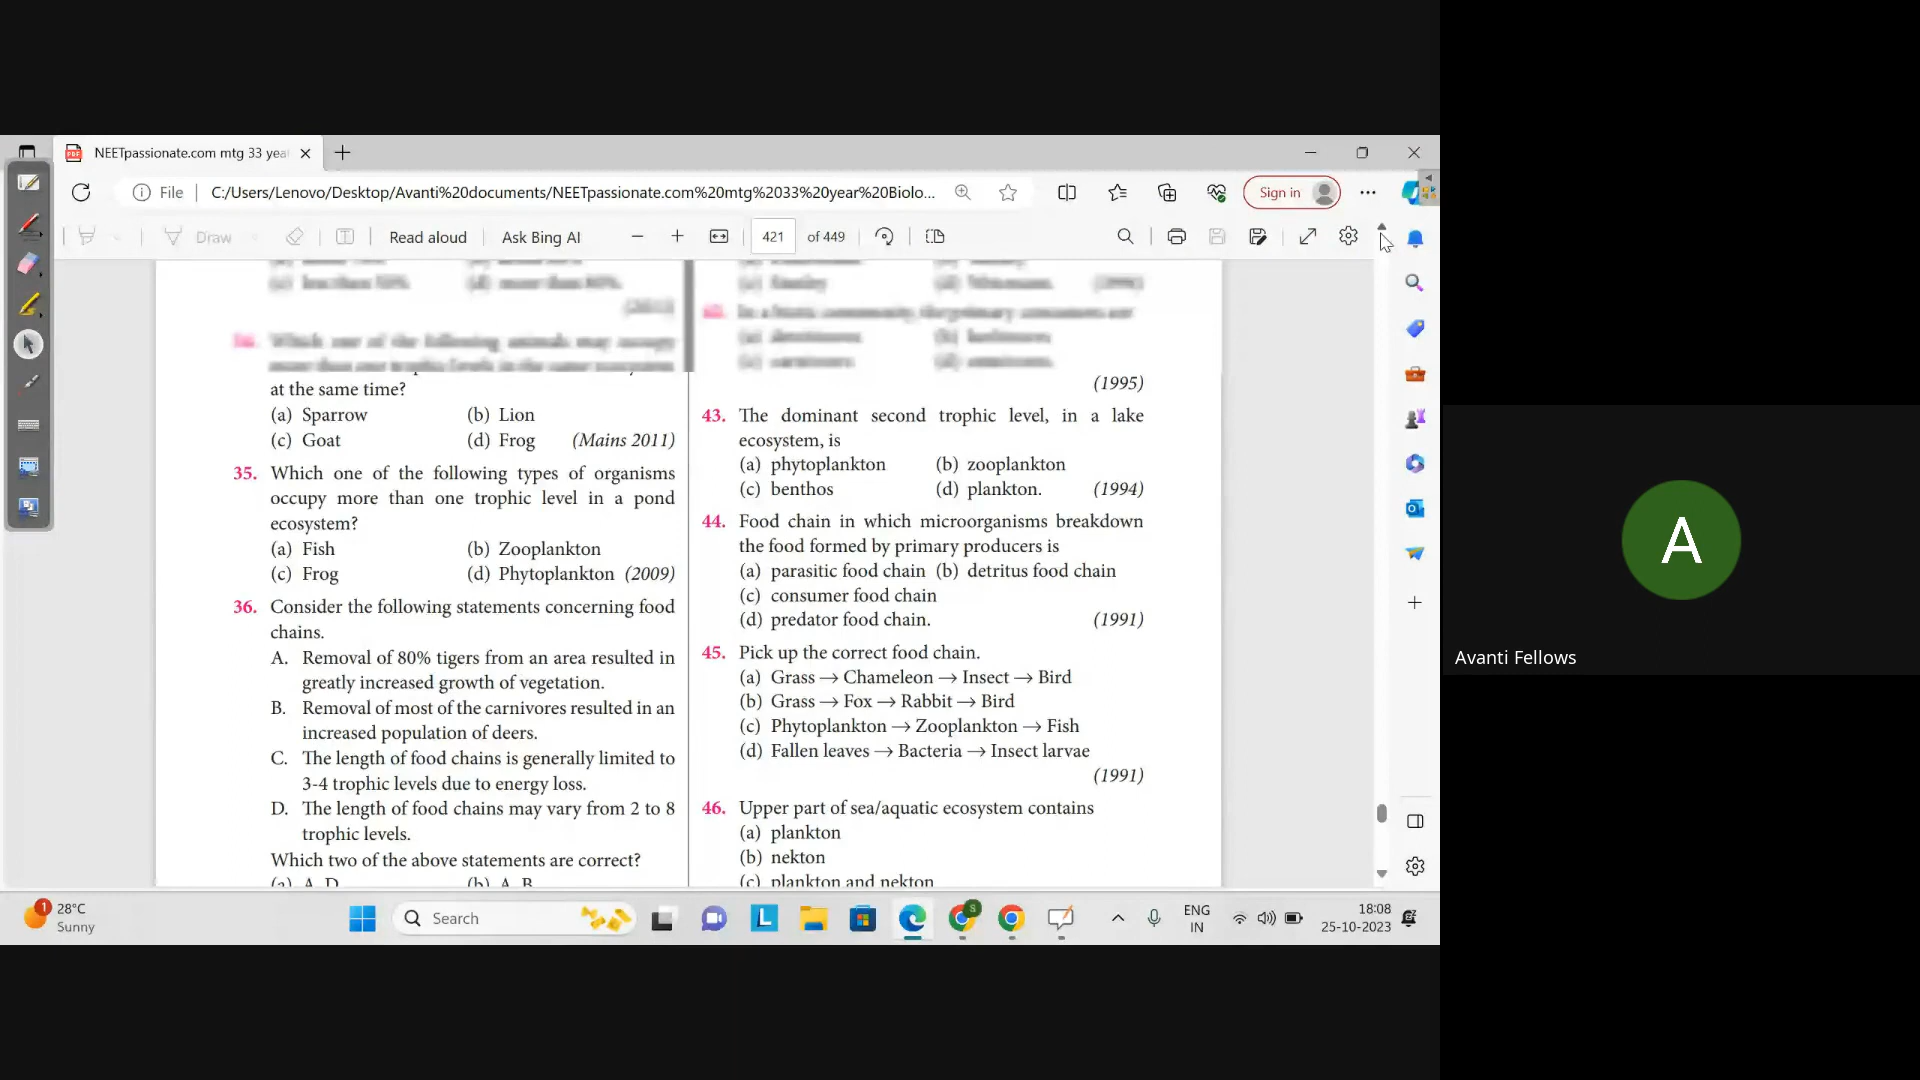 NEETpassionate.com mtg 33 yea
File
C:/Users/Lenovo/Desktop/Avanti%20documents/NEETpassionate.com%20mtg%2033%20year%20Biolo...
Sign in
Draw
Read aloud
Ask Bing AI
421 of 449
at the same time?
(a) Sparrow (b) Lion
(c) Goat (d) Frog (Mains 2011)
35. Which one of the following types of organisms
occupy more than one trophic level in a pond
ecosystem?
(a) Fish (b) Zooplankton
(c) Frog (d) Phytoplankton (2009)
36. Consider the following statements concerning food
chains.
A. Removal of 80% tigers from an area resulted in
greatly increased growth of vegetation.
B. Removal of most of the carnivores resulted in an
increased population of deers.
C. The length of food chains is generally limited to
3-4 trophic levels due to energy loss.
D. The length of food chains may vary from 2 to 8
trophic levels.
Which two of the above statements are correct?
(a) A, D (b) A, B
(1995)
43. The dominant second trophic level, in a lake
ecosystem, is
(a) phytoplankton (b) zooplankton
(c) benthos (d) plankton. (1994)
44. Food chain in which microorganisms breakdown
the food formed by primary producers is
(a) parasitic food chain (b) detritus food chain
(c) consumer food chain
(d) predator food chain. (1991)
45. Pick up the correct food chain.
(a) Grass → Chameleon → Insect → Bird
(b) Grass → Fox → Rabbit → Bird
(c) Phytoplankton → Zooplankton → Fish
(d) Fallen leaves → Bacteria → Insect larvae
(1991)
46. Upper part of sea/aquatic ecosystem contains
(a) plankton
(b) nekton
(c) plankton and nekton
A
Avanti Fellows
1
28°C
Sunny
Search
S
ENG
IN
18:08
25-10-2023